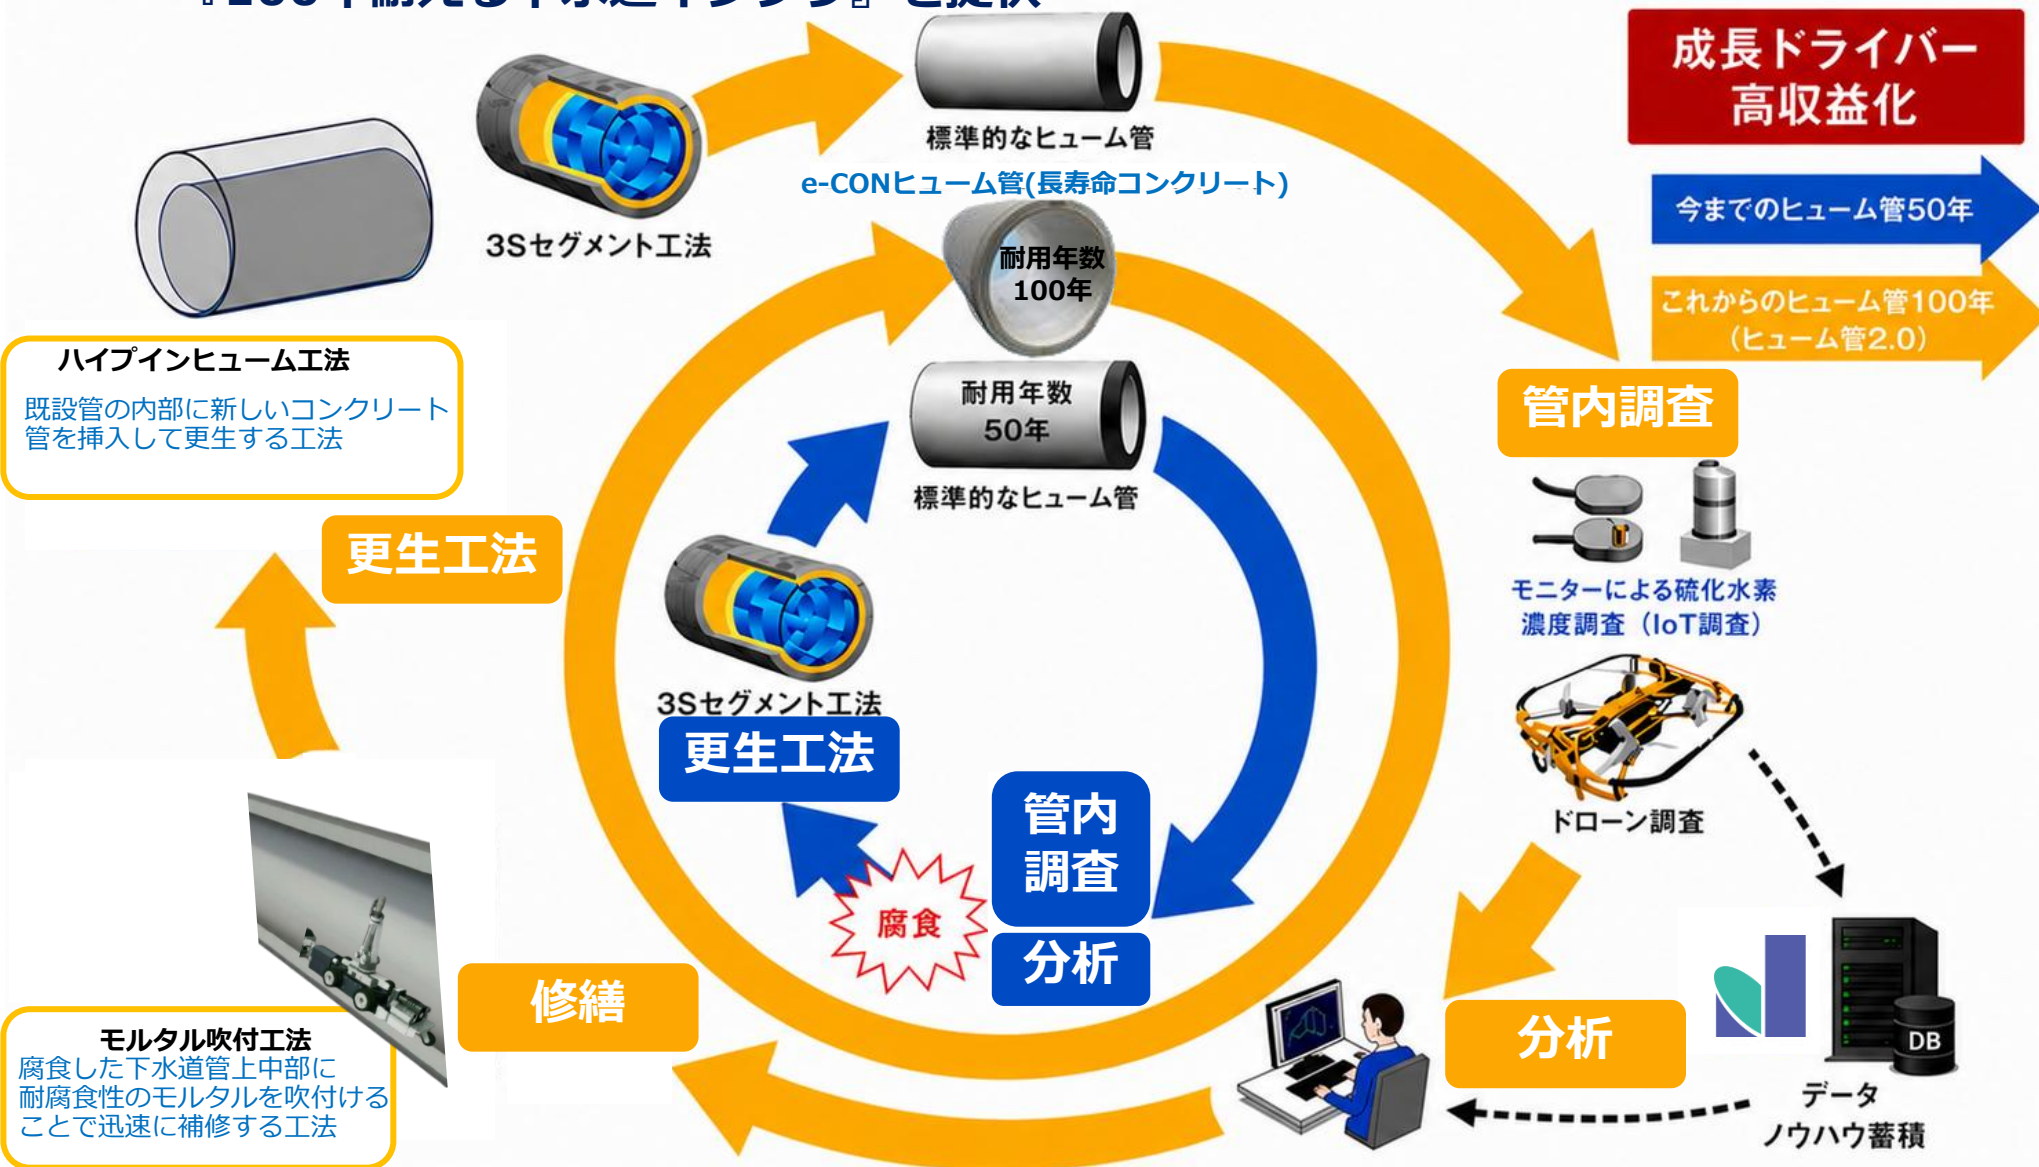 成長ドライバー
高収益化
今までのヒューム管50年
これからのヒューム管100年
(ヒューム管2.0)
標準的なヒューム管
e-CONヒューム管(長寿命コンクリート)
3Sセグメント工法
耐用年数
100年
耐用年数
50年
標準的なヒューム管
ハイプインヒューム工法
既設管の内部に新しいコンクリート
管を挿入して更生する工法
更生工法
管内調査
モニターによる硫化水素
濃度調査（IoT調査）
ドローン調査
3Sセグメント工法
更生工法
管内
調査
分析
腐食
修繕
モルタル吹付工法
腐食した下水道管上中部に
耐腐食性のモルタルを吹付ける
ことで迅速に補修する工法
分析
DB
データ
ノウハウ蓄積